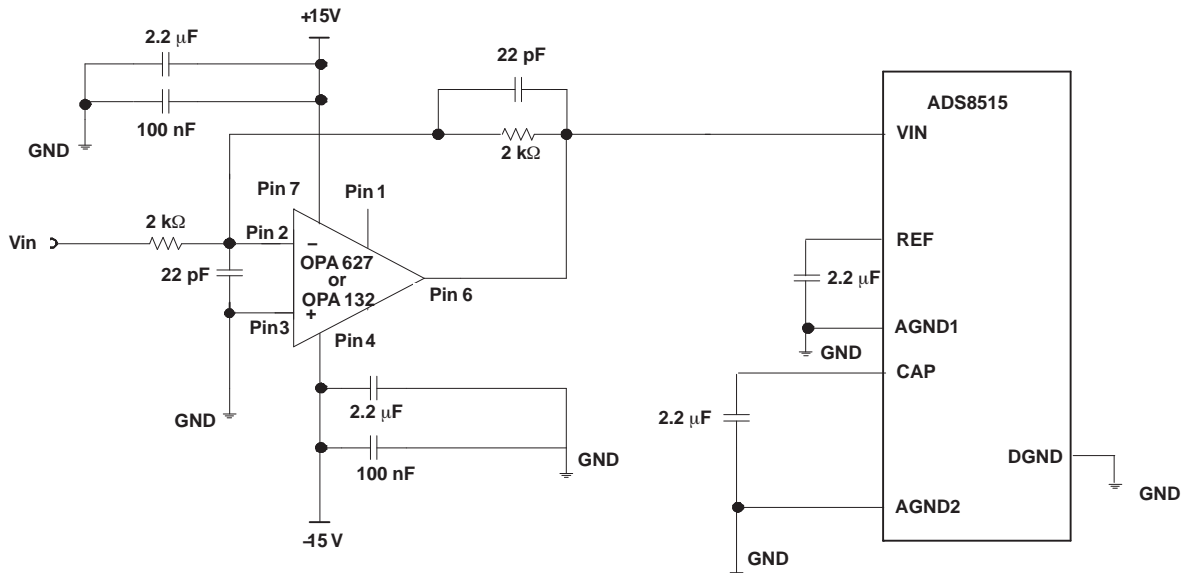 +15V
2.2 μF
100 nF
GND
22 pF
2 kΩ
ADS8515
VIN
Pin 7
Pin 1
2 kΩ
Vin
Pin 2
−
OPA 627
or
OPA 132
22 pF
+
Pin3
Pin 6
Pin 4
REF
2.2 μF
AGND1
GND
CAP
2.2 μF
GND
2.2 μF
100 nF
GND
DGND
GND
AGND2
GND
−15 V